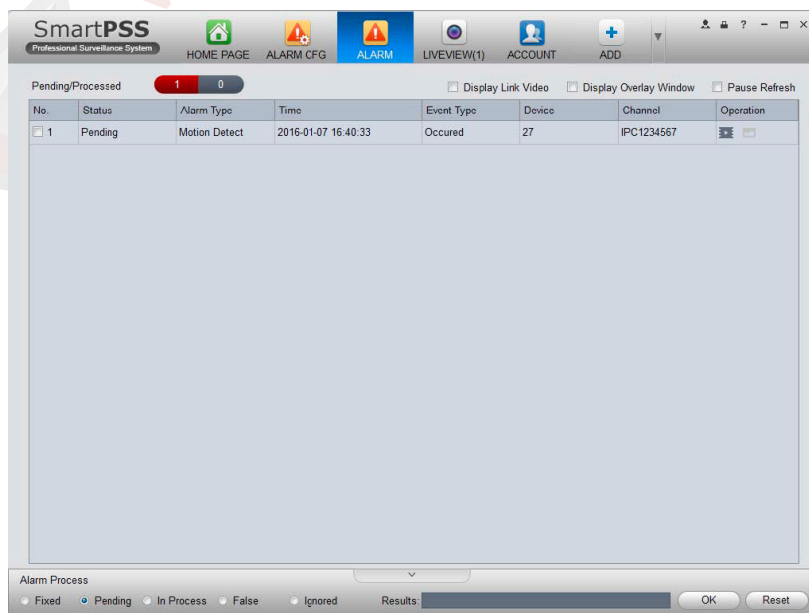 SmartPSS
Professional Surveillance System
HOME PAGE ALARM CFG ALARM LIVEVIEW(1) ACCOUNT ADD
Pending/Processed 1 0 Display Link Video Display Overlay Window Pause Refresh
No. Status Alarm Type Time Event Type Device Channel Operation
1 Pending Motion Detect 2016-01-07 16:40:33 Occured 27 IPC1234567
Alarm Process
Fixed Pending In Process False Ignored Results: OK Reset